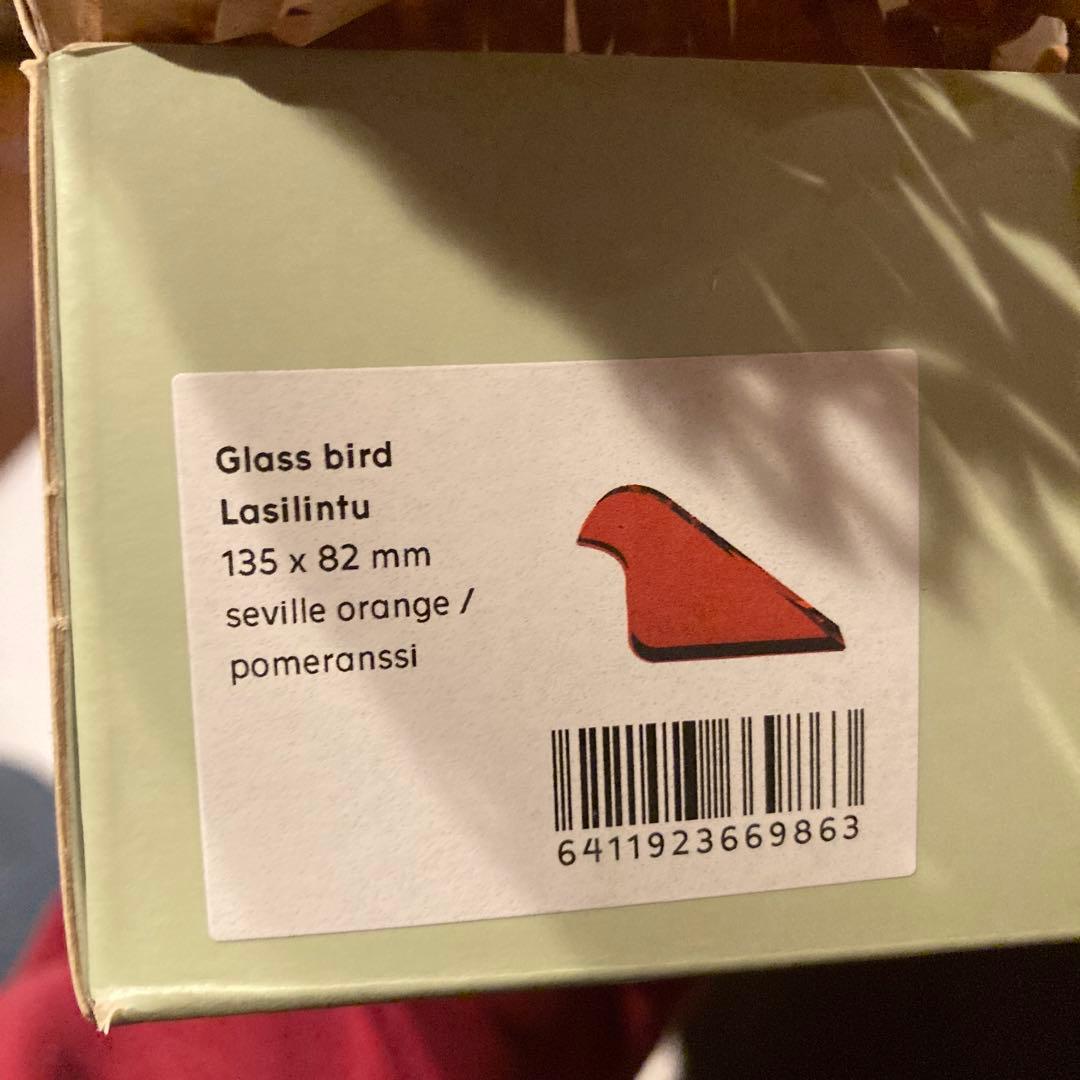 Glass bird
Lasilintu
135 x 82 mm
seville orange /
pomeranssi
6411923669863